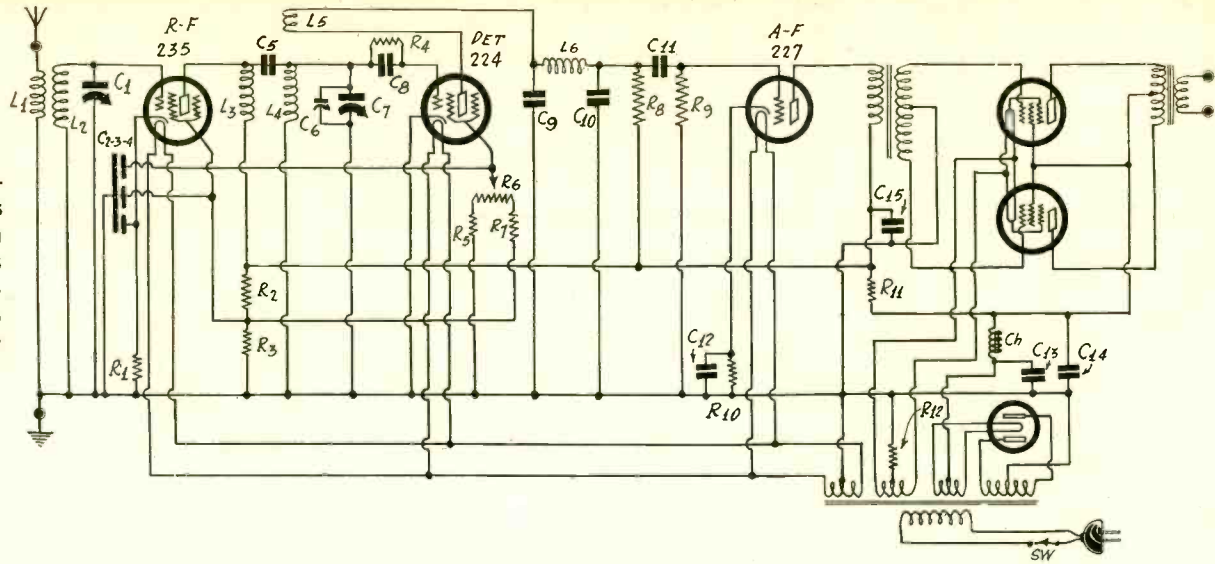 R-F
235
DET
224
A-F
227
L1
L2
C1
C2-3-4
R1
L3
C5
L4
R2
R3
C6
C7
R4
C8
L5
R5
R6
R7
C9
L6
C10
C11
R8
R9
C12
R10
C15
R11
Ch
C13
C14
R12
SW